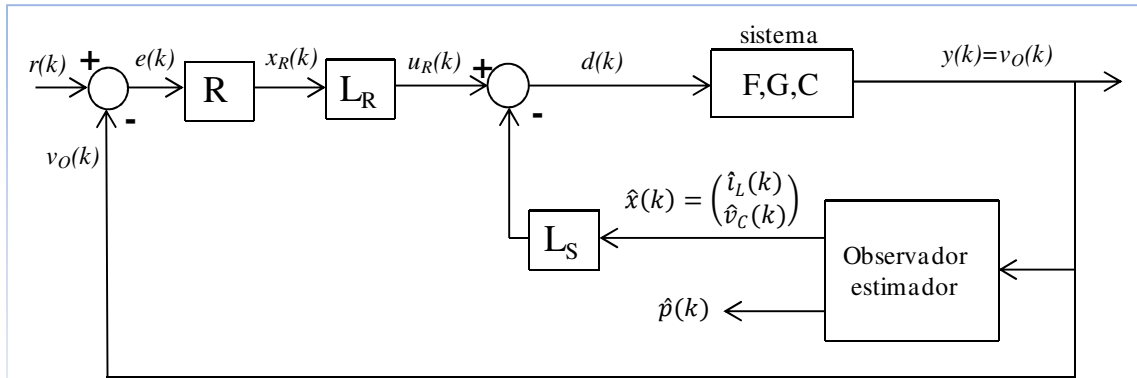 sistema
r(k)
+
e(k)
R
x_R(k)
L_R
u_R(k)
+
d(k)
F,G,C
y(k)=v_O(k)
-
-
v_O(k)
x̂(k) = (î_L(k)
v̂_C(k))
L_S
Observador
estimador
p̂(k)